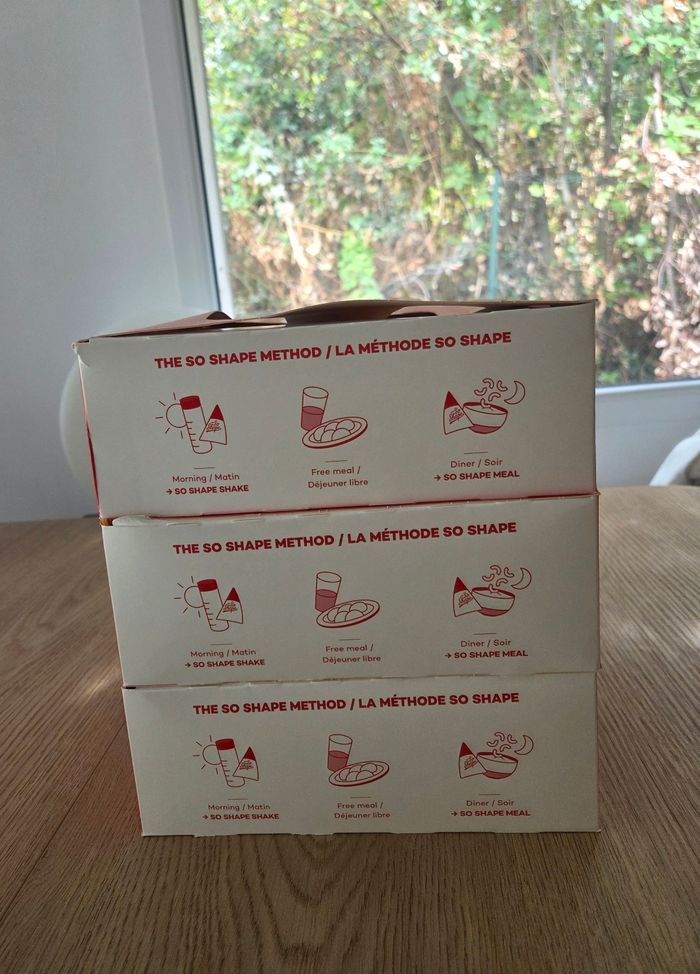 THE SO SHAPE METHOD / LA MÉTHODE SO SHAPE
Morning / Matin
→ SO SHAPE SHAKE
Free meal /
Déjeuner libre
Diner / Soir
→ SO SHAPE MEAL
THE SO SHAPE METHOD / LA MÉTHODE SO SHAPE
Morning / Matin
→ SO SHAPE SHAKE
Free meal /
Déjeuner libre
Diner / Soir
→ SO SHAPE MEAL
THE SO SHAPE METHOD / LA MÉTHODE SO SHAPE
Morning / Matin
→ SO SHAPE SHAKE
Free meal /
Déjeuner libre
Diner / Soir
→ SO SHAPE MEAL